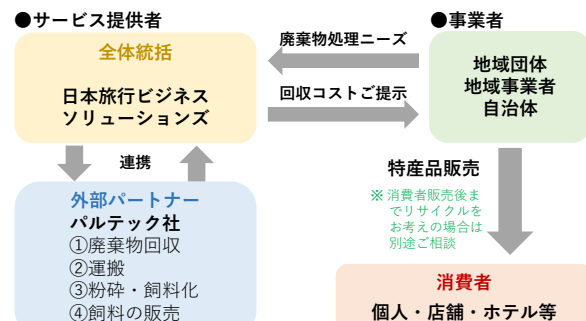 ●サービス提供者
全体統括
日本旅行ビジネス
ソリューションズ
廃棄物処理ニーズ
回収コストご提示
●事業者
地域団体
地域事業者
自治体
連携
外部パートナー
パルテック社
①廃棄物回収
②運搬
③粉砕・飼料化
④飼料の販売
特産品販売
※消費者販売後ま
でリサイクルを
お考えの場合は
別途ご相談
消費者
個人・店舗・ホテル等